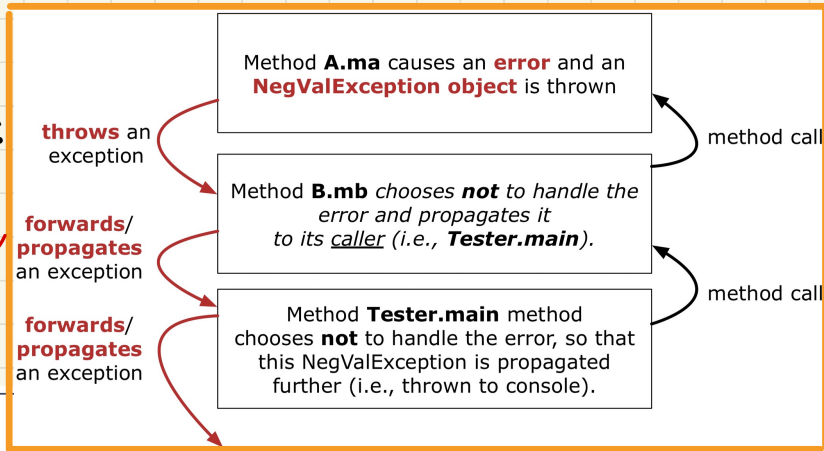 Method A.ma causes an error and an
NegValException object is thrown
throws an
exception
method call
Method B.mb chooses not to handle the
error and propagates it
to its caller (i.e., Tester.main).
forwards/
propagates
an exception
method call
Method Tester.main method
chooses not to handle the error, so that
this NegValException is propagated
further (i.e., thrown to console).
forwards/
propagates
an exception